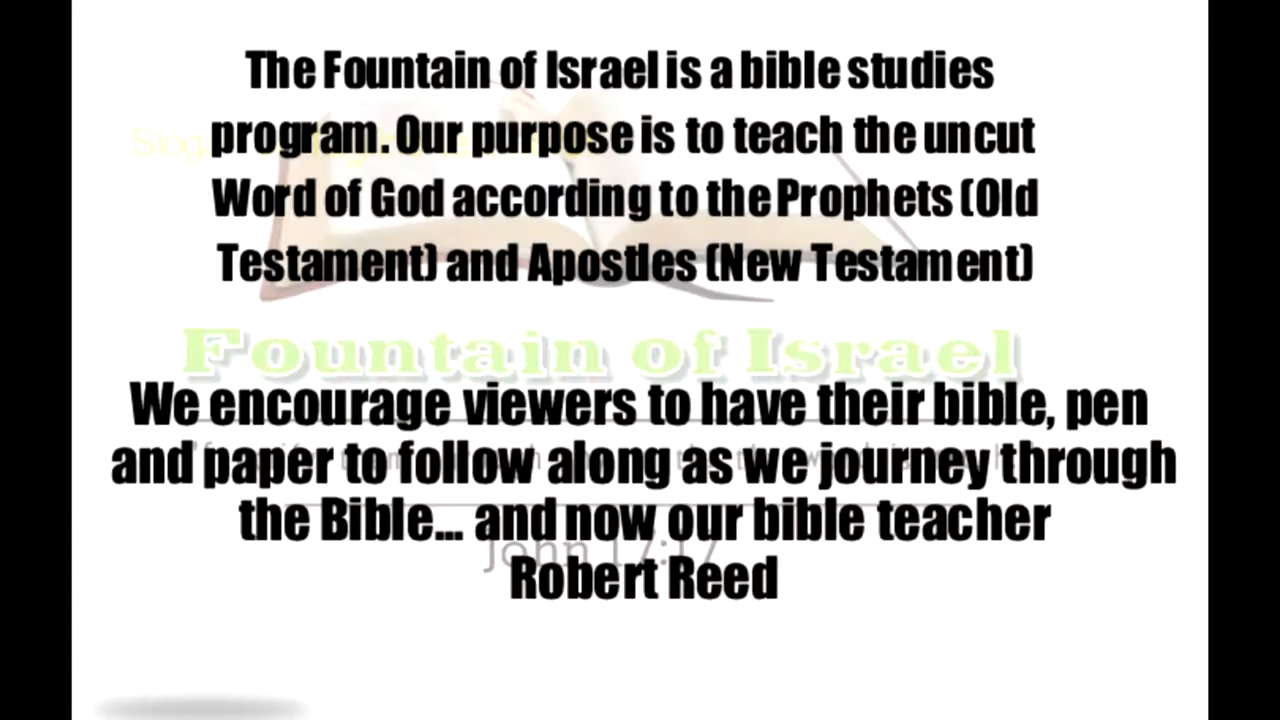 The Fountain of Israel is a bible studies
program. Our purpose is to teach the uncut
Word of God according to the Prophets (Old
Testament) and Apostles (New Testament)
Fountain of Israel
We encourage viewers to have their bible, pen
and paper to follow along as we journey through
the Bible... and now our bible teacher
John 17:17
Robert Reed